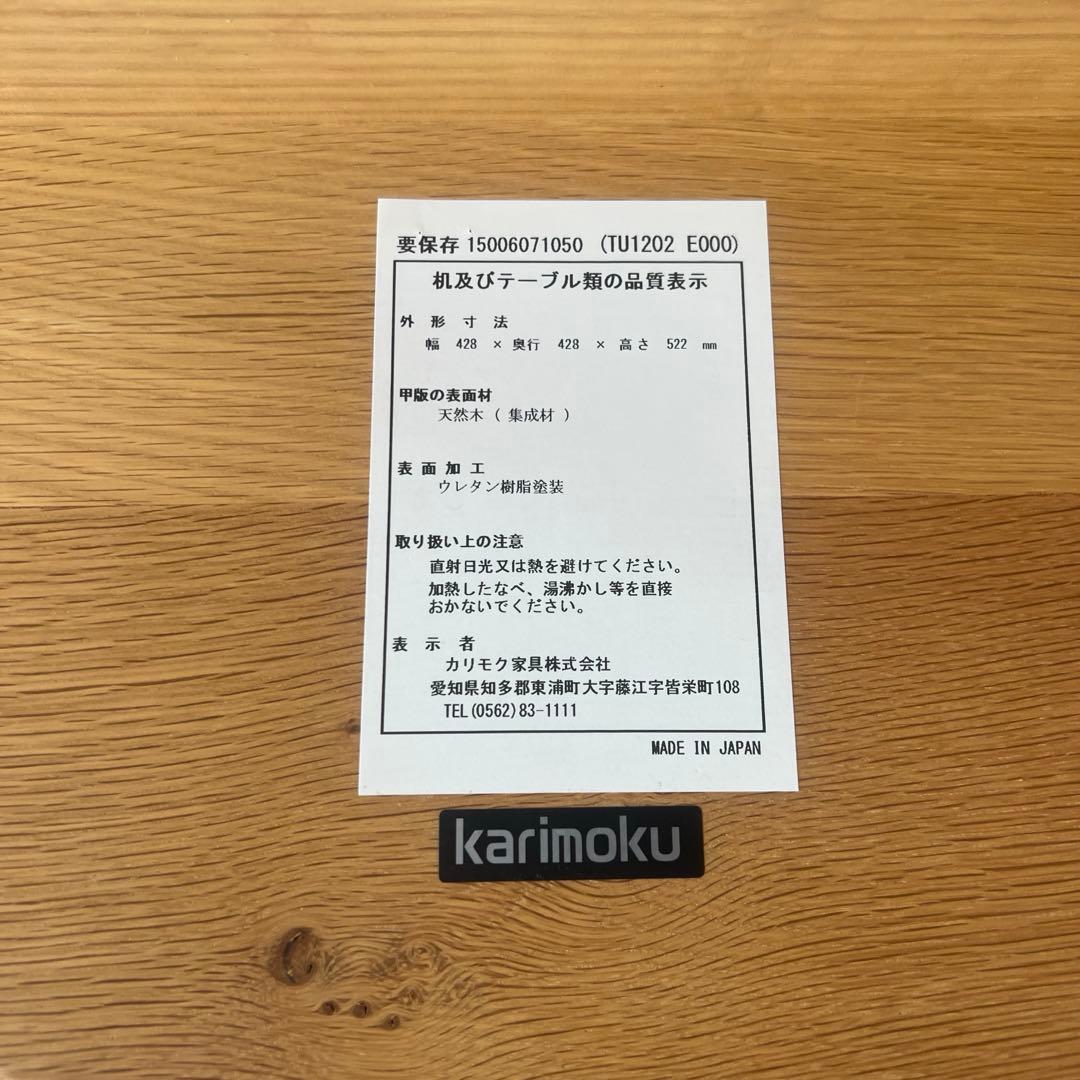 要保存 15006071050 (TU1202 E000)
机及びテーブル類の品質表示
外形寸法
幅 428 × 奥行 428 × 高さ 522 mm
甲版の表面材
天然木 ( 集成材 )
表面加工
ウレタン樹脂塗装
取り扱い上の注意
直射日光又は熱を避けてください。
加熱したなべ、湯沸かし等を直接
おかないでください。
表示者
カリモク家具株式会社
愛知県知多郡東浦町大字藤江字皆栄町108
TEL(0562)83-1111
MADE IN JAPAN
karimoku